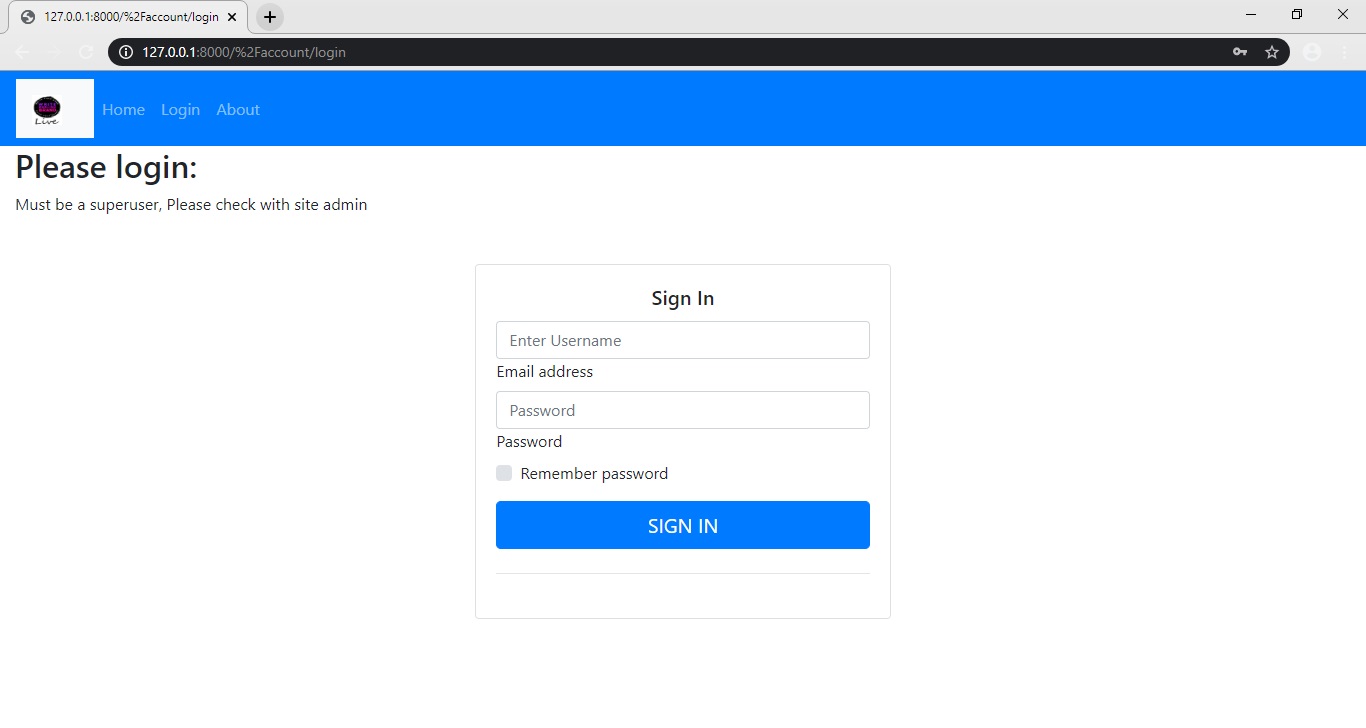 127.0.0.1:8000/%2Faccount/login
127.0.0.1:8000/%2Faccount/login
Live
Home Login About
Please login:
Must be a superuser, Please check with site admin
Sign In
Enter Username
Email address
Password
Password
Remember password
SIGN IN